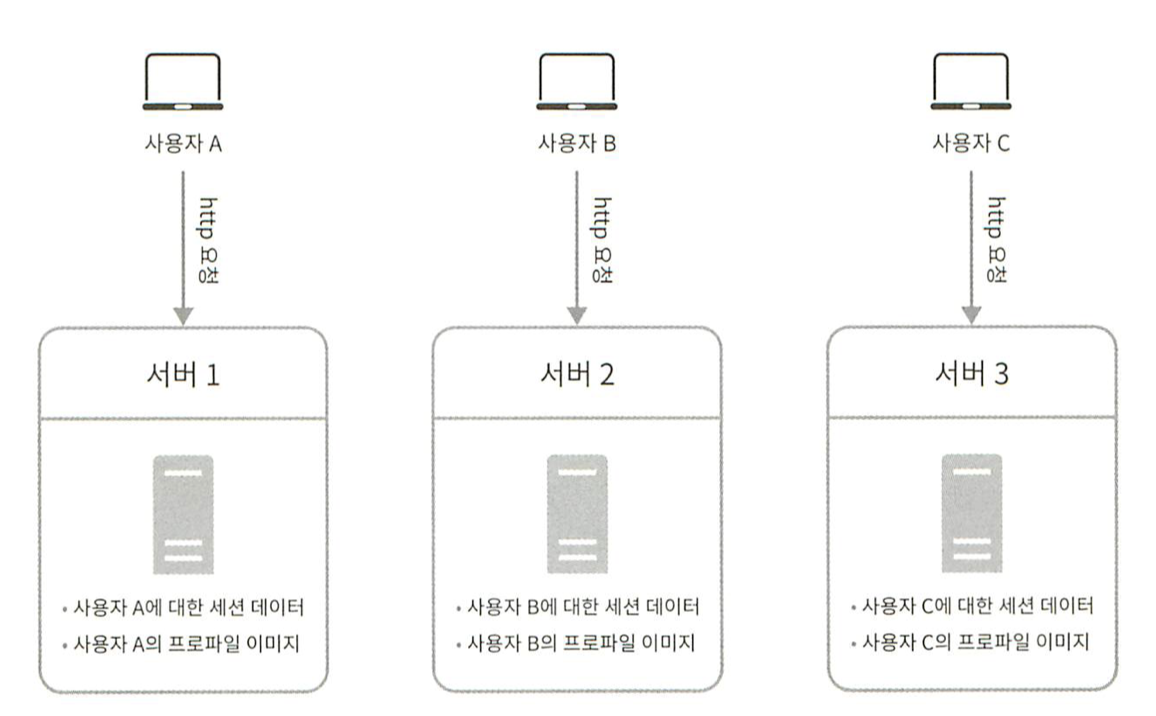 사용자 A
사용자 B
사용자 C
http 요청
http 요청
http 요청
서버 1
서버 2
서버 3
• 사용자 A에 대한 세션 데이터
• 사용자 A의 프로파일 이미지
• 사용자 B에 대한 세션 데이터
• 사용자 B의 프로파일 이미지
• 사용자 C에 대한 세션 데이터
• 사용자 C의 프로파일 이미지